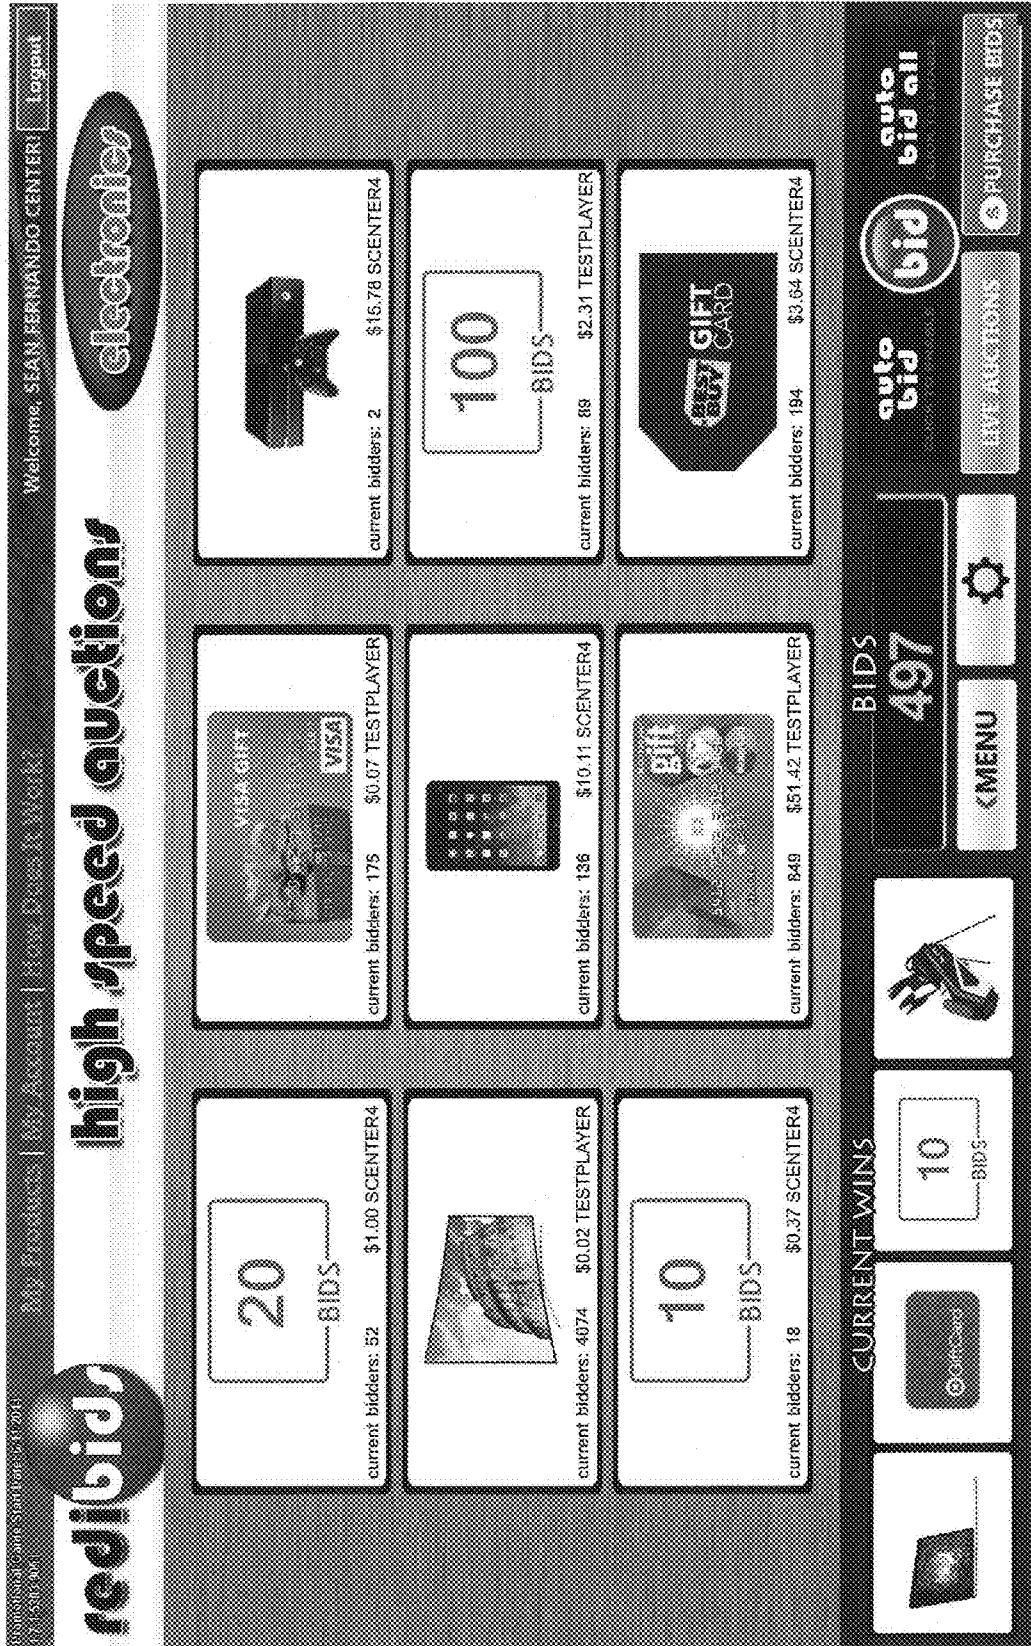 Welcome, SEAN FERNANDO CENTER!
Logout
redibids
high speed auctions
electronics
20
BIDS
current bidders: 52
$1.00 SCENTER4
VISA GIFT
VISA
current bidders: 175
$0.07 TESTPLAYER
current bidders: 2
$15.78 SCENTER4
current bidders: 4074
$0.02 TESTPLAYER
current bidders: 136
$10.11 SCENTER4
100
BIDS
current bidders: 89
$2.31 TESTPLAYER
10
BIDS
current bidders: 18
$0.37 SCENTER4
current bidders: 849
$51.42 TESTPLAYER
BEST BUY
GIFT
CARD
current bidders: 194
$3.64 SCENTER4
CURRENT WINS
10
BIDS
BIDS
497
auto
bid
bid
auto
bid all
<MENU
LIVE AUCTIONS
$ PURCHASE BIDS